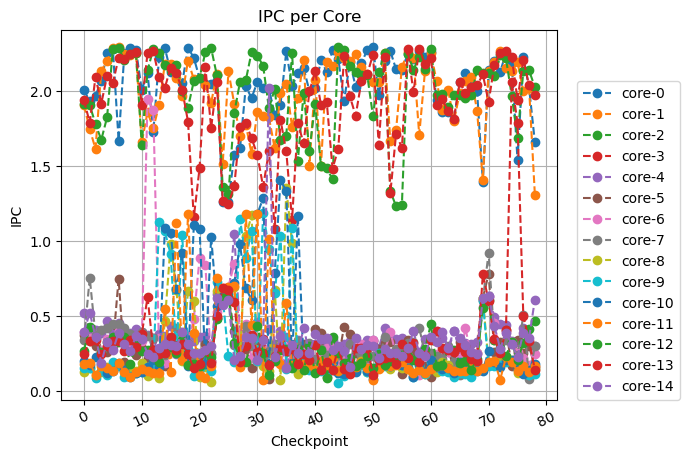 IPC per Core
IPC
2.0
1.5
1.0
0.5
0.0
0
10
20
30
40
50
60
70
80
Checkpoint
core-0
core-1
core-2
core-3
core-4
core-5
core-6
core-7
core-8
core-9
core-10
core-11
core-12
core-13
core-14